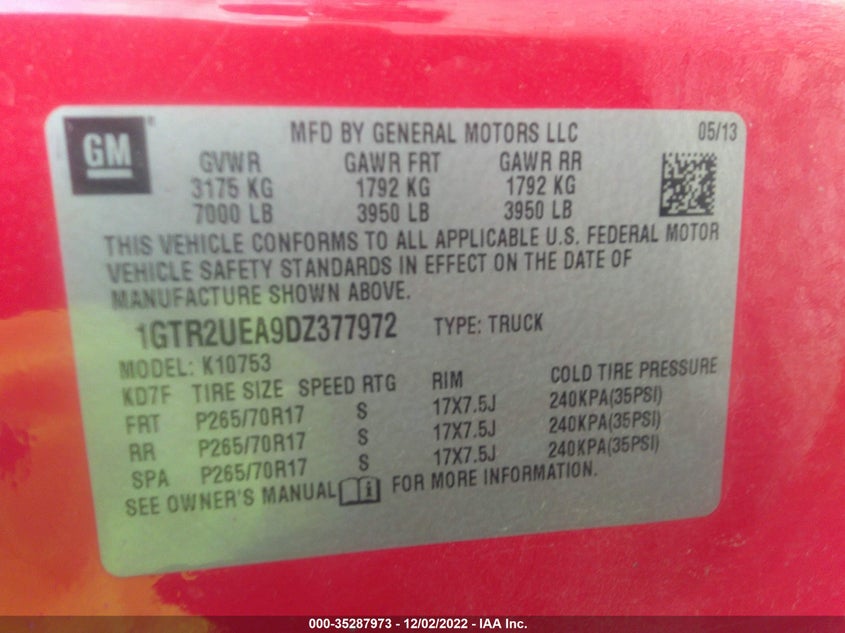 GM ®
MFD BY GENERAL MOTORS LLC 05/13
GVWR GAWR FRT GAWR RR
3175 KG 1792 KG 1792 KG
7000 LB 3950 LB 3950 LB
THIS VEHICLE CONFORMS TO ALL APPLICABLE U.S. FEDERAL MOTOR
VEHICLE SAFETY STANDARDS IN EFFECT ON THE DATE OF
MANUFACTURE SHOWN ABOVE.
1GTR2UEA9DZ377972 TYPE: TRUCK
MODEL: K10753
KD7F TIRE SIZE SPEED RTG RIM COLD TIRE PRESSURE
FRT P265/70R17 S 17X7.5J 240KPA(35PSI)
RR P265/70R17 S 17X7.5J 240KPA(35PSI)
SPA P265/70R17 S 17X7.5J 240KPA(35PSI)
SEE OWNER'S MANUAL FOR MORE INFORMATION.
000-35287973 - 12/02/2022 - IAA Inc.